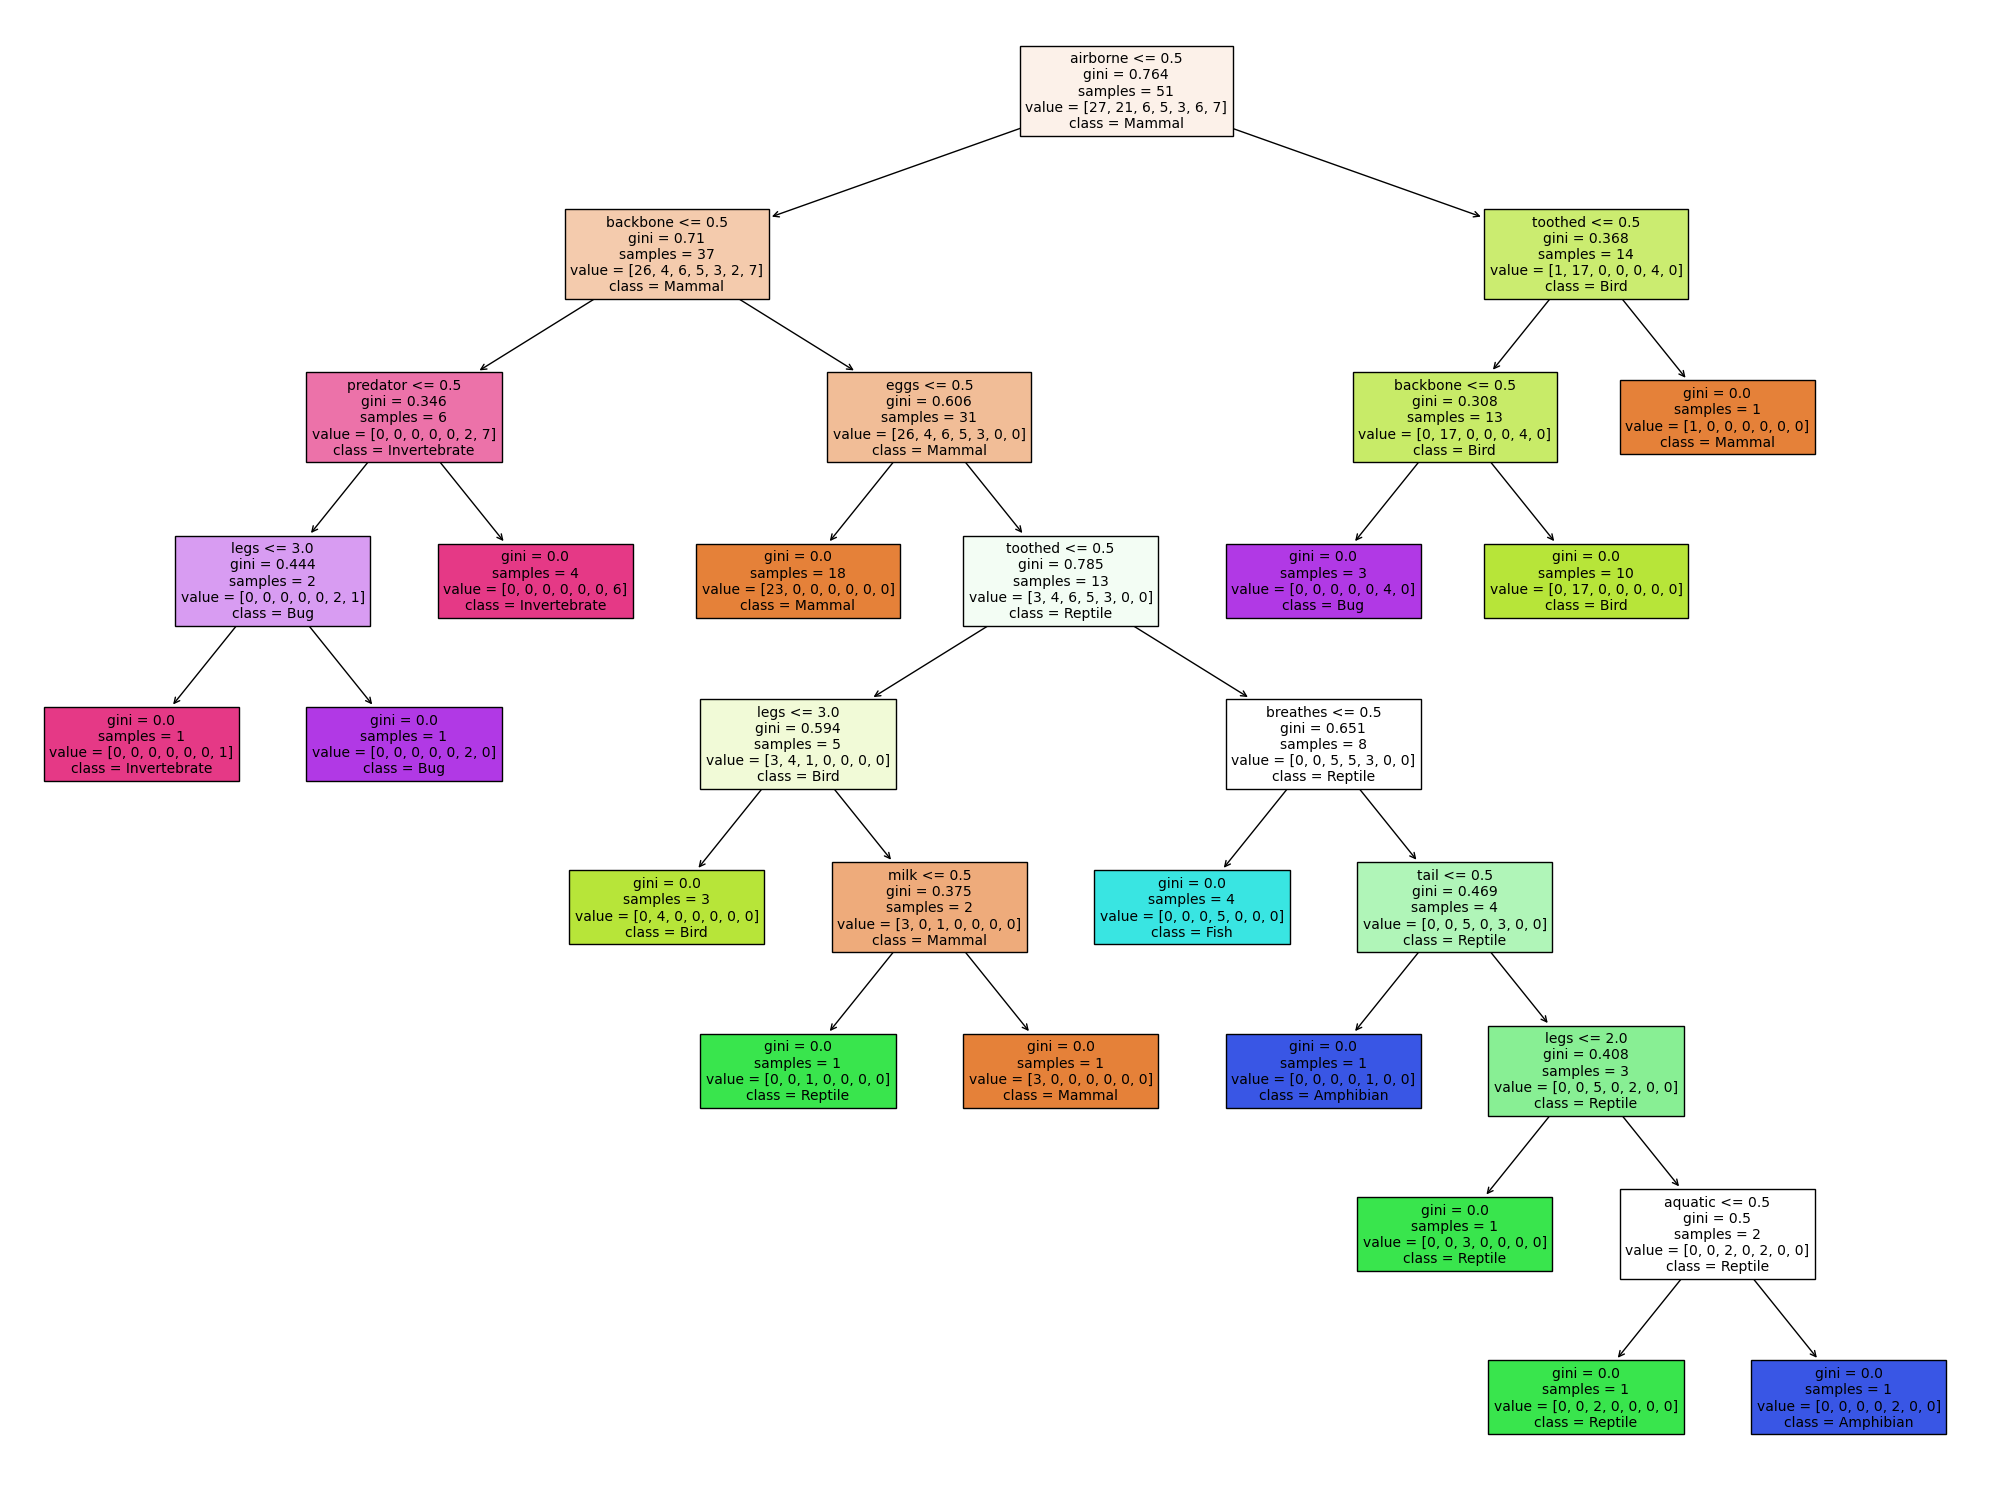 airborne <= 0.5
gini = 0.764
samples = 51
value = [27, 21, 6, 5, 3, 6, 7]
class = Mammal
backbone <= 0.5
gini = 0.71
samples = 37
value = [26, 4, 6, 5, 3, 2, 7]
class = Mammal
toothed <= 0.5
gini = 0.368
samples = 14
value = [1, 17, 0, 0, 0, 4, 0]
class = Bird
predator <= 0.5
gini = 0.346
samples = 6
value = [0, 0, 0, 0, 0, 2, 7]
class = Invertebrate
eggs <= 0.5
gini = 0.606
samples = 31
value = [26, 4, 6, 5, 3, 0, 0]
class = Mammal
backbone <= 0.5
gini = 0.308
samples = 13
value = [0, 17, 0, 0, 0, 4, 0]
class = Bird
gini = 0.0
samples = 1
value = [1, 0, 0, 0, 0, 0, 0]
class = Mammal
legs <= 3.0
gini = 0.444
samples = 2
value = [0, 0, 0, 0, 0, 2, 1]
class = Bug
gini = 0.0
samples = 4
value = [0, 0, 0, 0, 0, 0, 6]
class = Invertebrate
gini = 0.0
samples = 18
value = [23, 0, 0, 0, 0, 0, 0]
class = Mammal
toothed <= 0.5
gini = 0.785
samples = 13
value = [3, 4, 6, 5, 3, 0, 0]
class = Reptile
gini = 0.0
samples = 3
value = [0, 0, 0, 0, 0, 4, 0]
class = Bug
gini = 0.0
samples = 10
value = [0, 17, 0, 0, 0, 0, 0]
class = Bird
gini = 0.0
samples = 1
value = [0, 0, 0, 0, 0, 0, 1]
class = Invertebrate
gini = 0.0
samples = 1
value = [0, 0, 0, 0, 0, 2, 0]
class = Bug
legs <= 3.0
gini = 0.594
samples = 5
value = [3, 4, 1, 0, 0, 0, 0]
class = Bird
breathes <= 0.5
gini = 0.651
samples = 8
value = [0, 0, 5, 5, 3, 0, 0]
class = Reptile
gini = 0.0
samples = 3
value = [0, 4, 0, 0, 0, 0, 0]
class = Bird
milk <= 0.5
gini = 0.375
samples = 2
value = [3, 0, 1, 0, 0, 0, 0]
class = Mammal
gini = 0.0
samples = 4
value = [0, 0, 0, 5, 0, 0, 0]
class = Fish
tail <= 0.5
gini = 0.469
samples = 4
value = [0, 0, 5, 0, 3, 0, 0]
class = Reptile
gini = 0.0
samples = 1
value = [0, 0, 1, 0, 0, 0, 0]
class = Reptile
gini = 0.0
samples = 1
value = [3, 0, 0, 0, 0, 0, 0]
class = Mammal
gini = 0.0
samples = 1
value = [0, 0, 0, 0, 1, 0, 0]
class = Amphibian
legs <= 2.0
gini = 0.408
samples = 3
value = [0, 0, 5, 0, 2, 0, 0]
class = Reptile
gini = 0.0
samples = 1
value = [0, 0, 3, 0, 0, 0, 0]
class = Reptile
aquatic <= 0.5
gini = 0.5
samples = 2
value = [0, 0, 2, 0, 2, 0, 0]
class = Reptile
gini = 0.0
samples = 1
value = [0, 0, 2, 0, 0, 0, 0]
class = Reptile
gini = 0.0
samples = 1
value = [0, 0, 0, 0, 2, 0, 0]
class = Amphibian